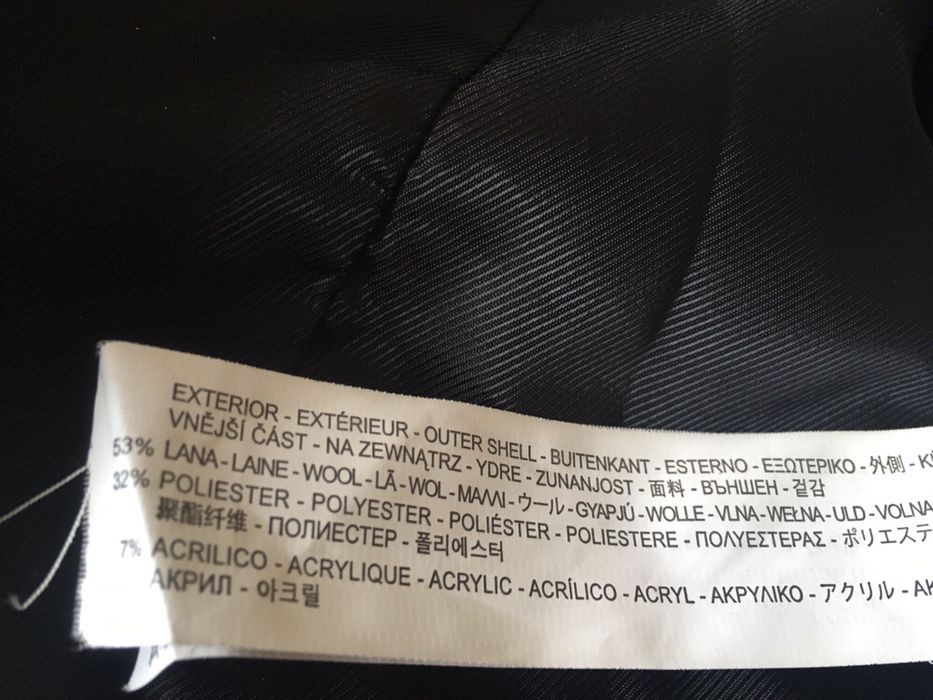 EXTERIOR - EXTÉRIEUR - OUTER SHELL - BUITENKANT - ESTERNO - ΕΞΩΤΕΡΙΚΟ - 外側 -
VNĚJŠÍ ČÁST - NA ZEWNĄTRZ - YDRE - ZUNANJOST - 面料 - ВЪНШЕН - 겉감
53% LANA - LAINE - WOOL - LÃ - WOL - ΜΑΛΛΙ - ウール - GYAPJÚ - WOLLE - VLNA - WEŁNA - ULD - VOLNA
32% POLIESTER - POLYESTER - POLIÉSTER - POLIESTERE - ΠΟΛΥΕΣΤΕΡΑΣ - ポリエステ
聚酯纤维 - ПОЛИЕСТЕР - 폴리에스터
7% ACRILICO - ACRYLIQUE - ACRYLIC - ACRÍLICO - ACRYL - ΑΚΡΥΛΙΚΟ - アクリル -
АКРИЛ - 아크릴